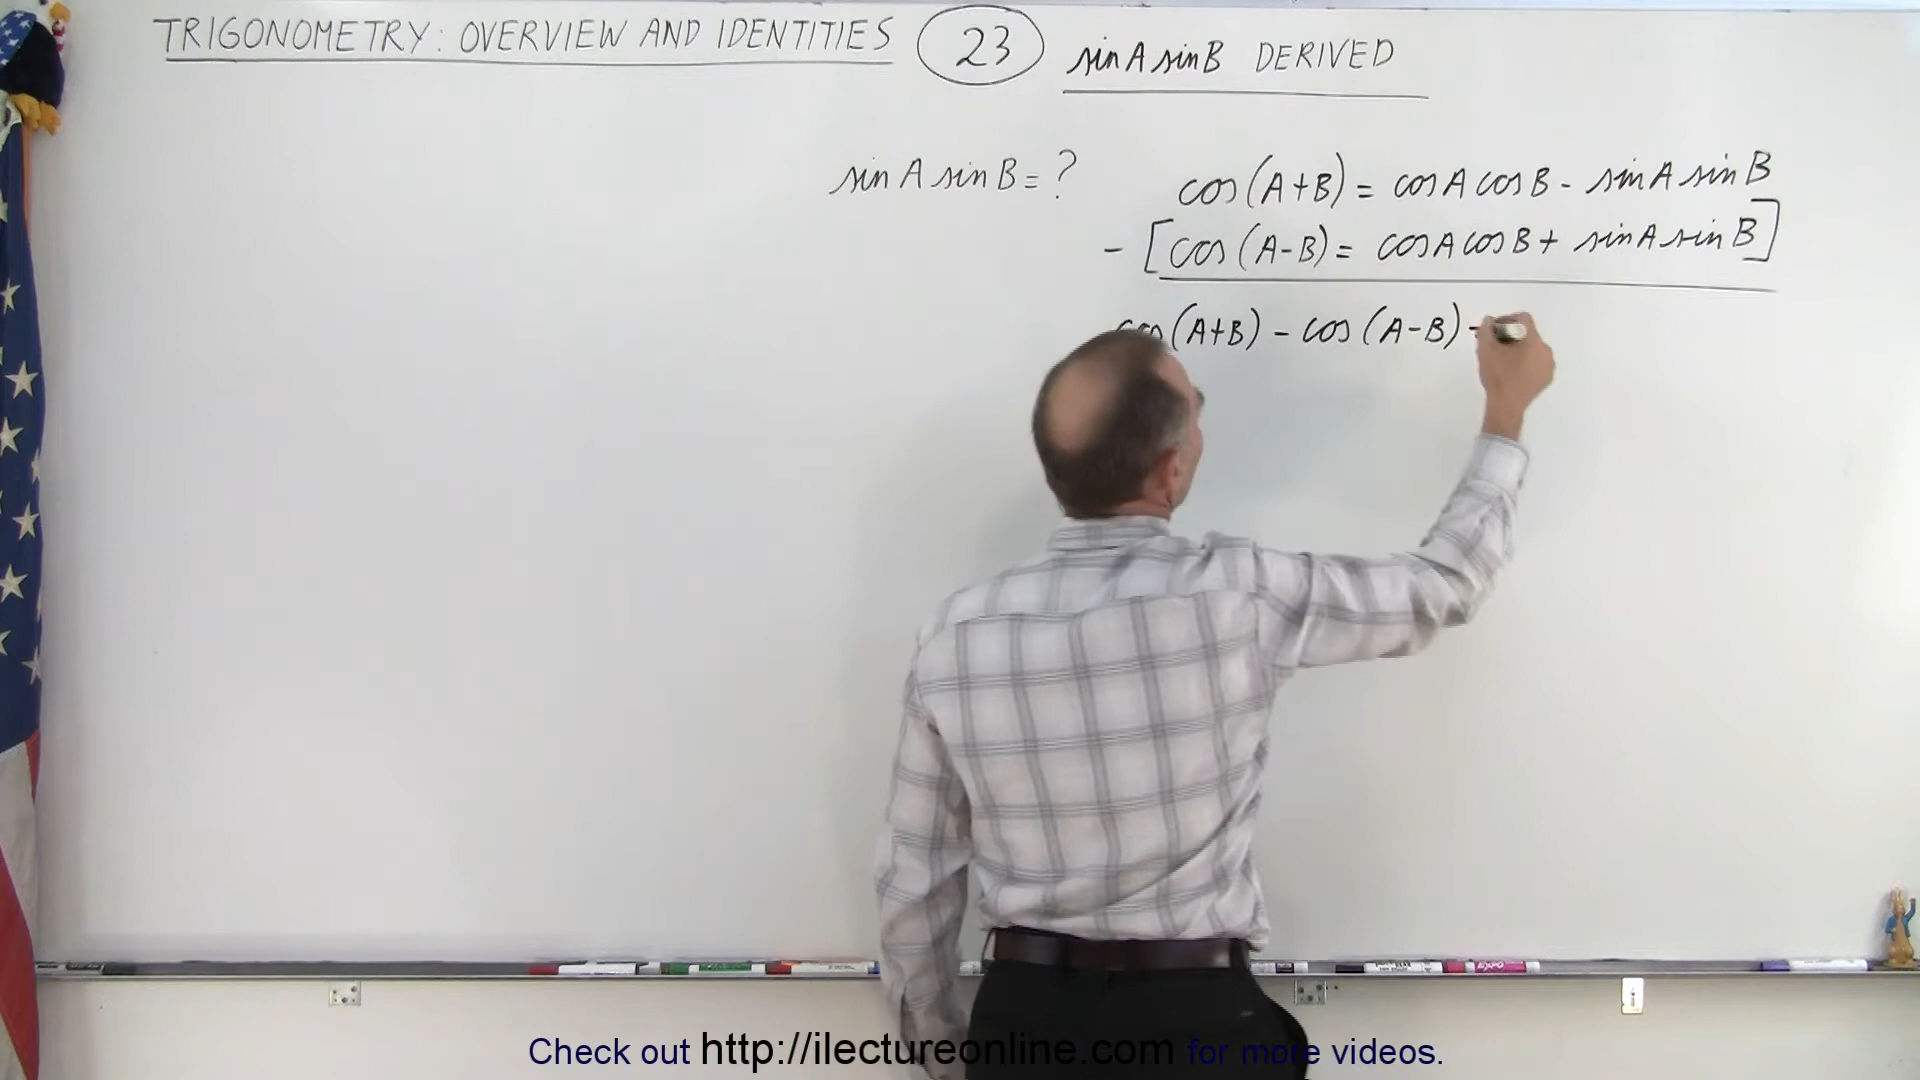 TRIGONOMETRY: OVERVIEW AND IDENTITIES 23 sin A sin B DERIVED
sin A sin B = ?
cos (A+B) = cos A cos B - sin A sin B
- [cos (A-B) = cos A cos B + sin A sin B]
cos (A+B) - cos (A-B)
Check out http://ilectureonline.com for more videos.